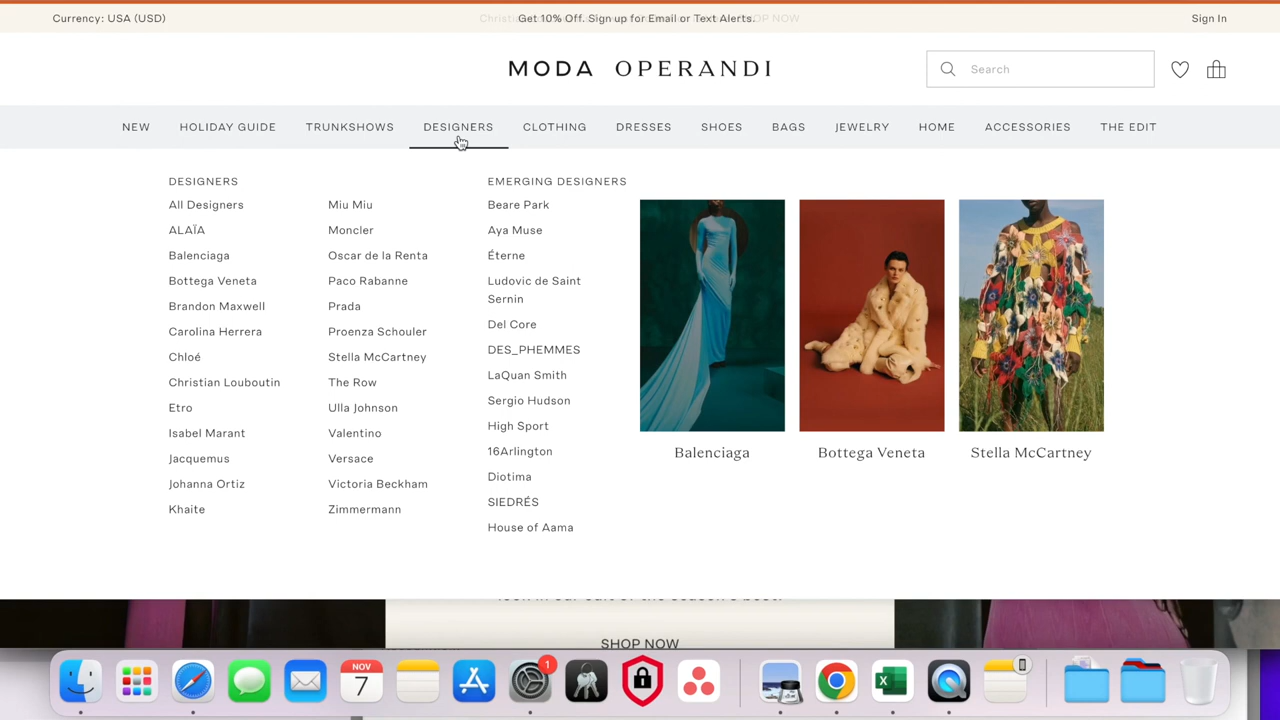 Currency: USA (USD)
Get 10% Off. Sign up for Email or Text Alerts.
Sign In
MODA OPERANDI
Search
NEW
HOLIDAY GUIDE
TRUNKSHOWS
DESIGNERS
CLOTHING
DRESSES
SHOES
BAGS
JEWELRY
HOME
ACCESSORIES
THE EDIT
DESIGNERS
All Designers
ALAÏA
Balenciaga
Bottega Veneta
Brandon Maxwell
Carolina Herrera
Chloé
Christian Louboutin
Etro
Isabel Marant
Jacquemus
Johanna Ortiz
Khaite
Miu Miu
Moncler
Oscar de la Renta
Paco Rabanne
Prada
Proenza Schouler
Stella McCartney
The Row
Ulla Johnson
Valentino
Versace
Victoria Beckham
Zimmermann
EMERGING DESIGNERS
Beare Park
Aya Muse
Éterne
Ludovic de Saint
Sernin
Del Core
DES_PHEMMES
LaQuan Smith
Sergio Hudson
High Sport
16Arlington
Diotima
SIEDRÉS
House of Aama
Balenciaga
Bottega Veneta
Stella McCartney
SHOP NOW
NOV
7
1